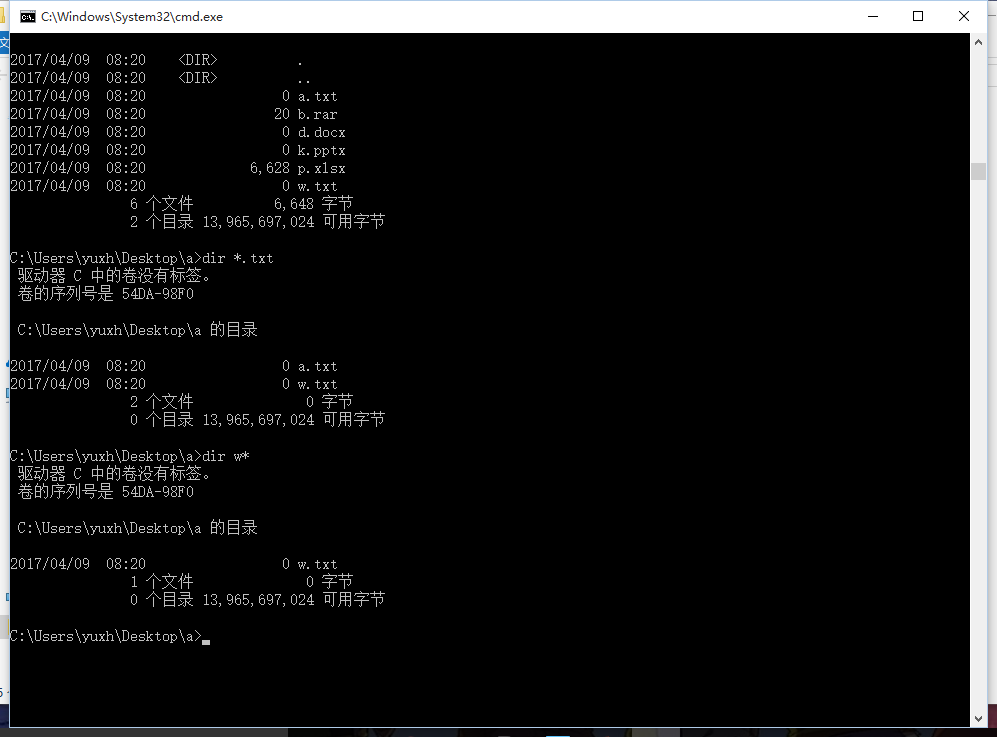 C:\Windows\System32\cmd.exe
2017/04/09  08:20    <DIR>          .
2017/04/09  08:20    <DIR>          ..
2017/04/09  08:20                 0 a.txt
2017/04/09  08:20                20 b.rar
2017/04/09  08:20                 0 d.docx
2017/04/09  08:20                 0 k.pptx
2017/04/09  08:20             6,628 p.xlsx
2017/04/09  08:20                 0 w.txt
               6 个文件          6,648 字节
               2 个目录 13,965,697,024 可用字节
C:\Users\yuxh\Desktop\a>dir *.txt
 驱动器 C 中的卷没有标签。
 卷的序列号是 54DA-98F0
 C:\Users\yuxh\Desktop\a 的目录
2017/04/09  08:20                 0 a.txt
2017/04/09  08:20                 0 w.txt
               2 个文件              0 字节
               0 个目录 13,965,697,024 可用字节
C:\Users\yuxh\Desktop\a>dir w*
 驱动器 C 中的卷没有标签。
 卷的序列号是 54DA-98F0
 C:\Users\yuxh\Desktop\a 的目录
2017/04/09  08:20                 0 w.txt
               1 个文件              0 字节
               0 个目录 13,965,697,024 可用字节
C:\Users\yuxh\Desktop\a>